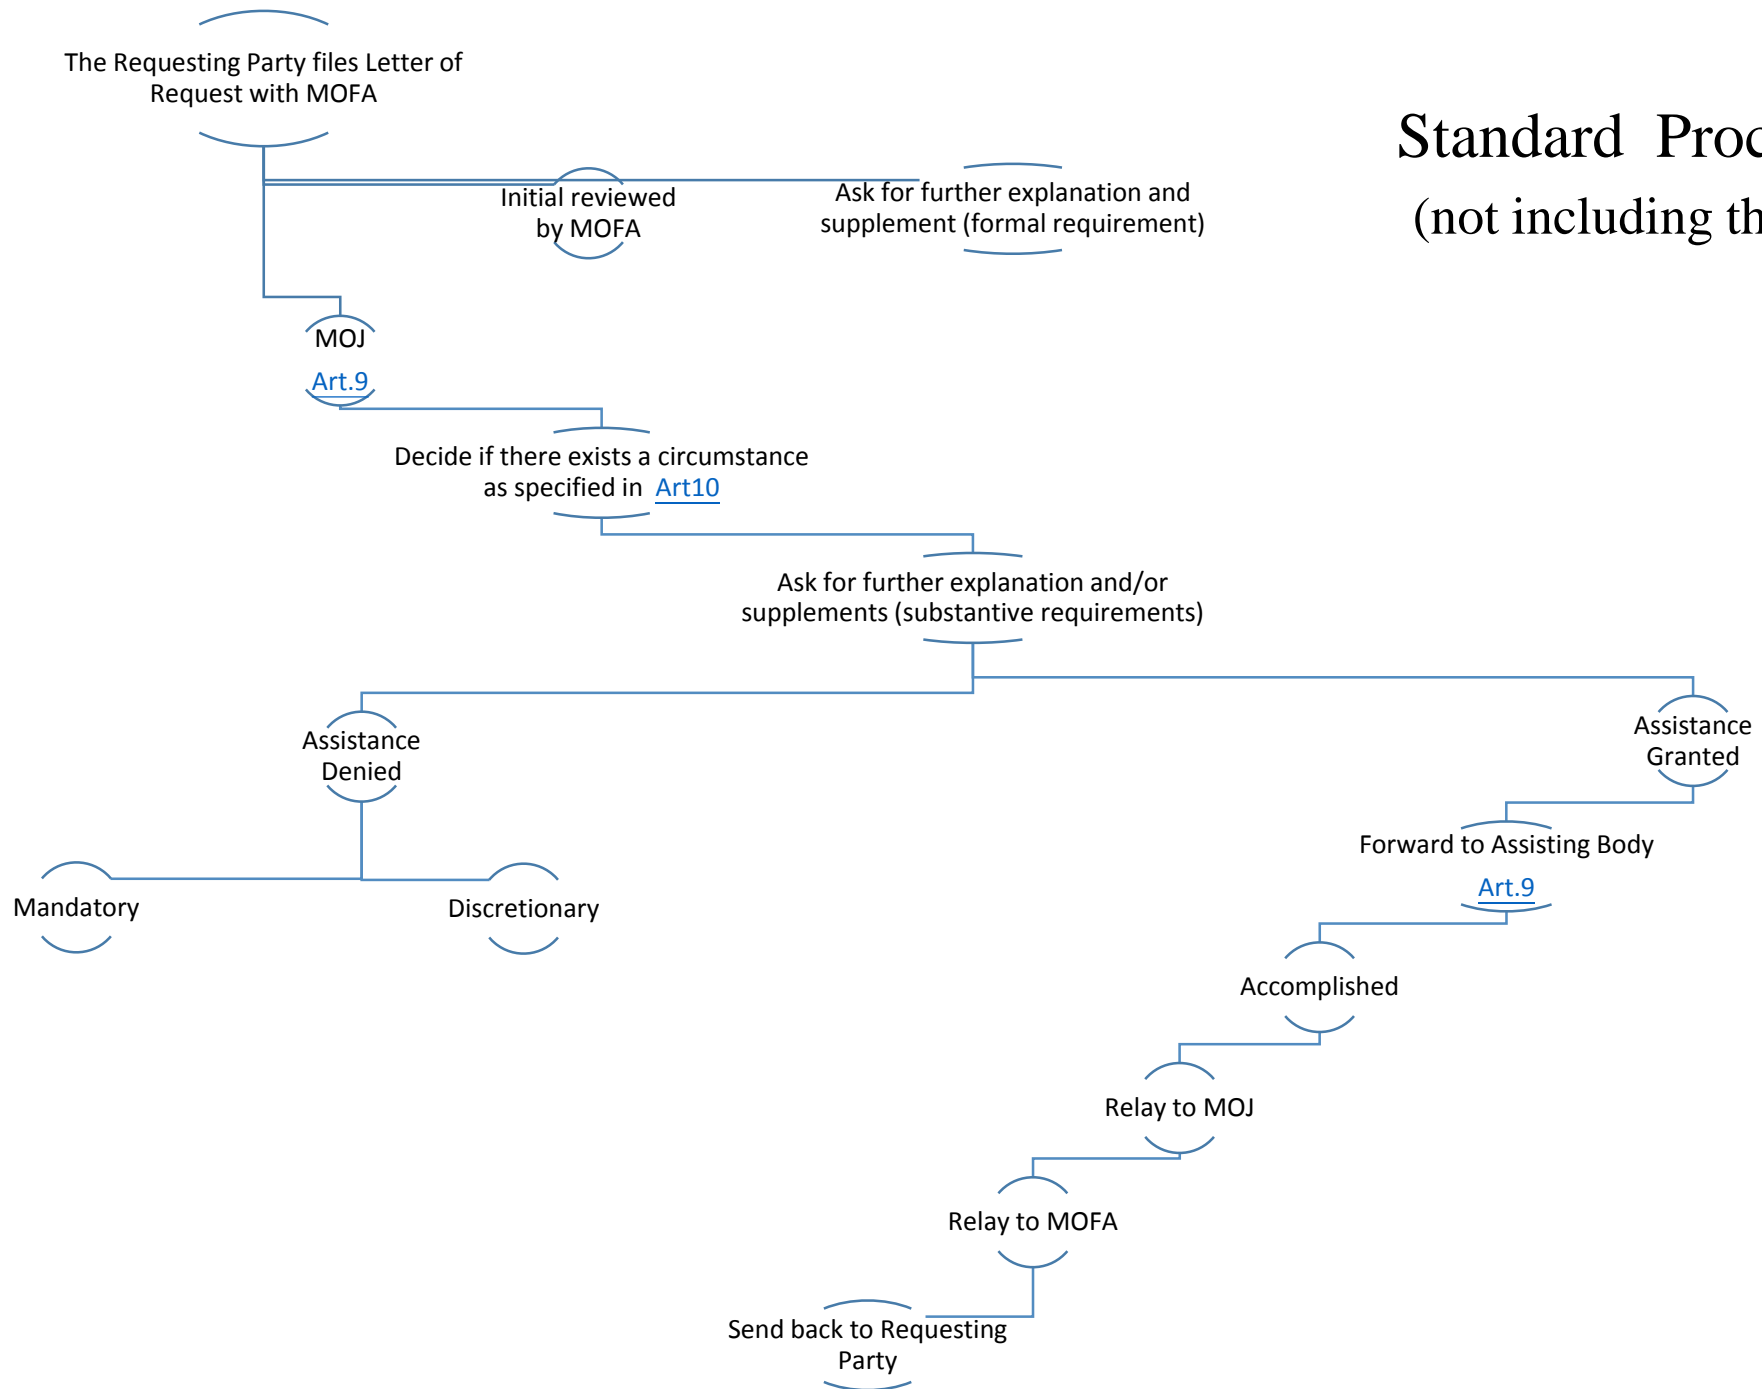 The Requesting Party files Letter of
Request with MOFA
Standard Proc
(not including th
Initial reviewed
by MOFA
Ask for further explanation and
supplement (formal requirement)
MOJ
Art.9
Decide if there exists a circumstance
as specified in Art10
Ask for further explanation and/or
supplements (substantive requirements)
Assistance
Denied
Assistance
Granted
Mandatory
Discretionary
Forward to Assisting Body
Art.9
Accomplished
Relay to MOJ
Relay to MOFA
Send back to Requesting
Party